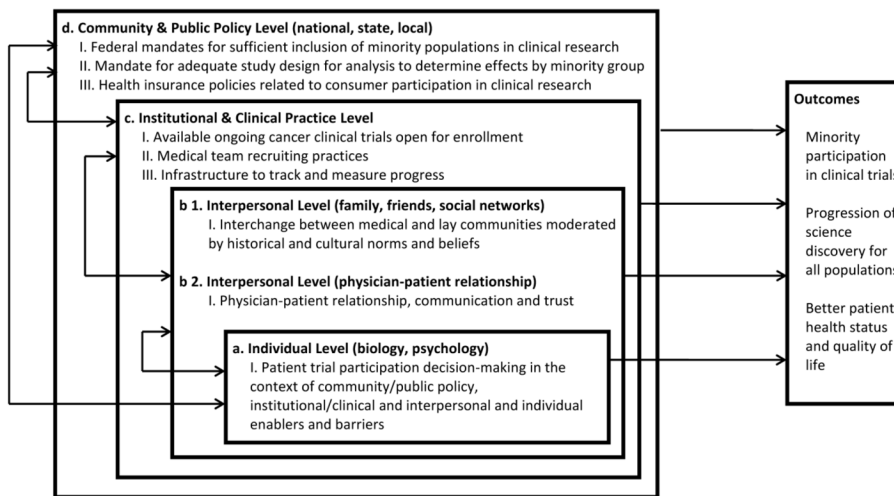 d. Community & Public Policy Level (national, state, local)
I. Federal mandates for sufficient inclusion of minority populations in clinical research
II. Mandate for adequate study design for analysis to determine effects by minority group
III. Health insurance policies related to consumer participation in clinical research
c. Institutional & Clinical Practice Level
I. Available ongoing cancer clinical trials open for enrollment
II. Medical team recruiting practices
III. Infrastructure to track and measure progress
b 1. Interpersonal Level (family, friends, social networks)
I. Interchange between medical and lay communities moderated
by historical and cultural norms and beliefs
b 2. Interpersonal Level (physician-patient relationship)
I. Physician-patient relationship, communication and trust
a. Individual Level (biology, psychology)
I. Patient trial participation decision-making in the
context of community/public policy,
institutional/clinical and interpersonal and individual
enablers and barriers
Outcomes
Minority
participation
in clinical trials
Progression of
science
discovery for
all populations
Better patient
health status
and quality of
life